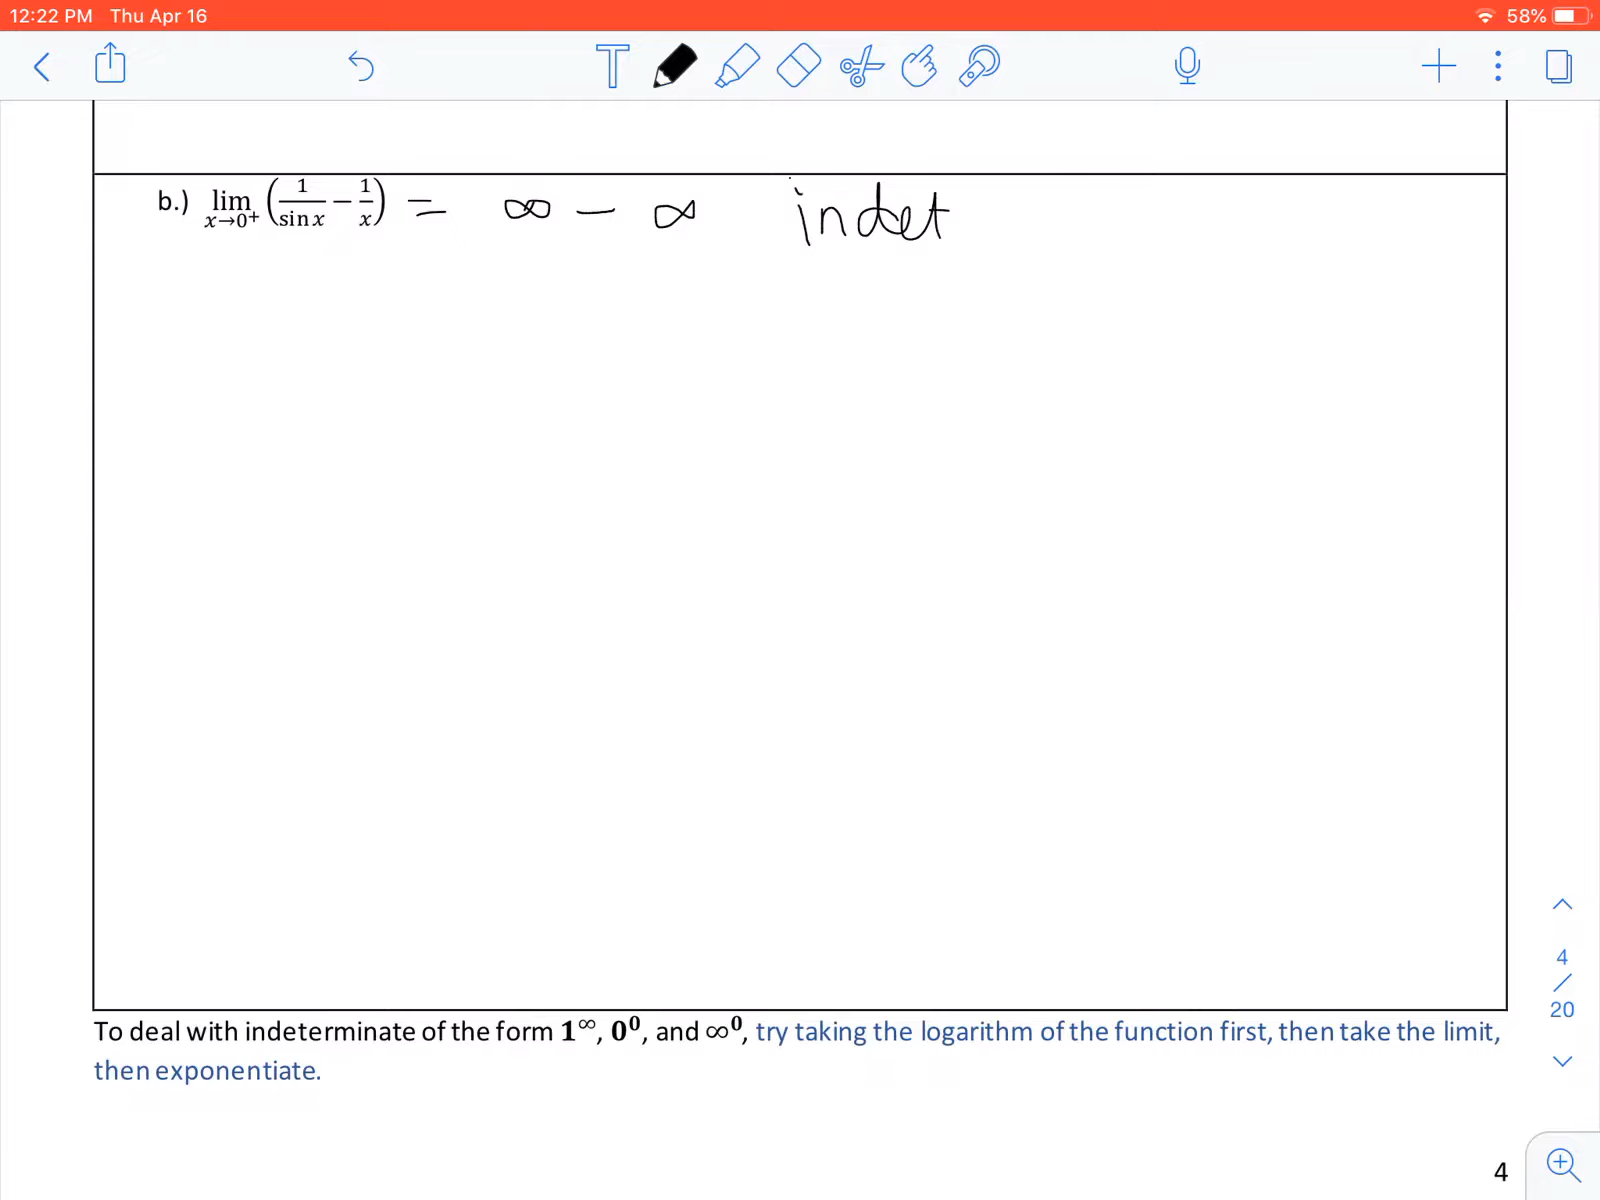 12:22 PM Thu Apr 16 58%
b.) lim x→0⁺ (1/sin x − 1/x) = ∞ − ∞ indet
4
/
20
To deal with indeterminate of the form 1^∞, 0^0, and ∞^0, try taking the logarithm of the function first, then take the limit,
then exponentiate.
4